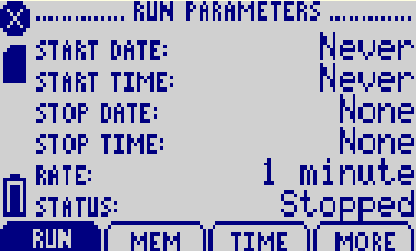 RUN PARAMETERS
START DATE: Never
START TIME: Never
STOP DATE: None
STOP TIME: None
RATE: 1 minute
STATUS: Stopped
RUN MEM TIME MORE